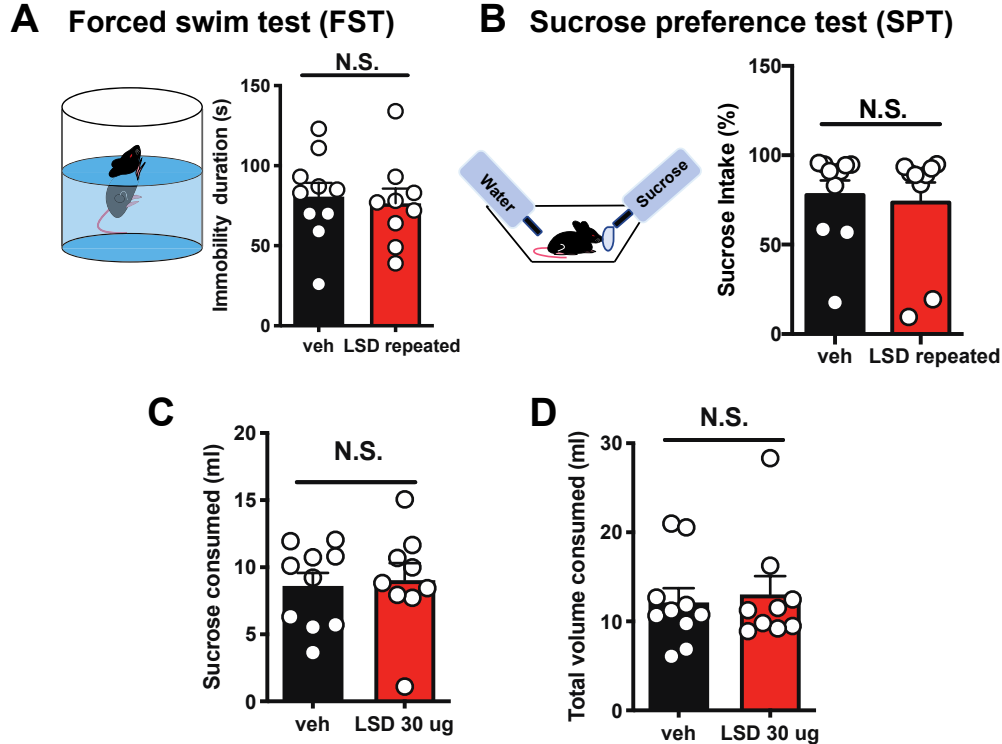 A Forced swim test (FST)
N.S.
Immobility duration (s)
150
100
50
0
veh LSD repeated
B Sucrose preference test (SPT)
Water
Sucrose
N.S.
Sucrose Intake (%)
150
100
50
0
veh LSD repeated
C
N.S.
Sucrose consumed (ml)
20
15
10
5
0
veh LSD 30 ug
D
N.S.
Total volume consumed (ml)
30
20
10
0
veh LSD 30 ug